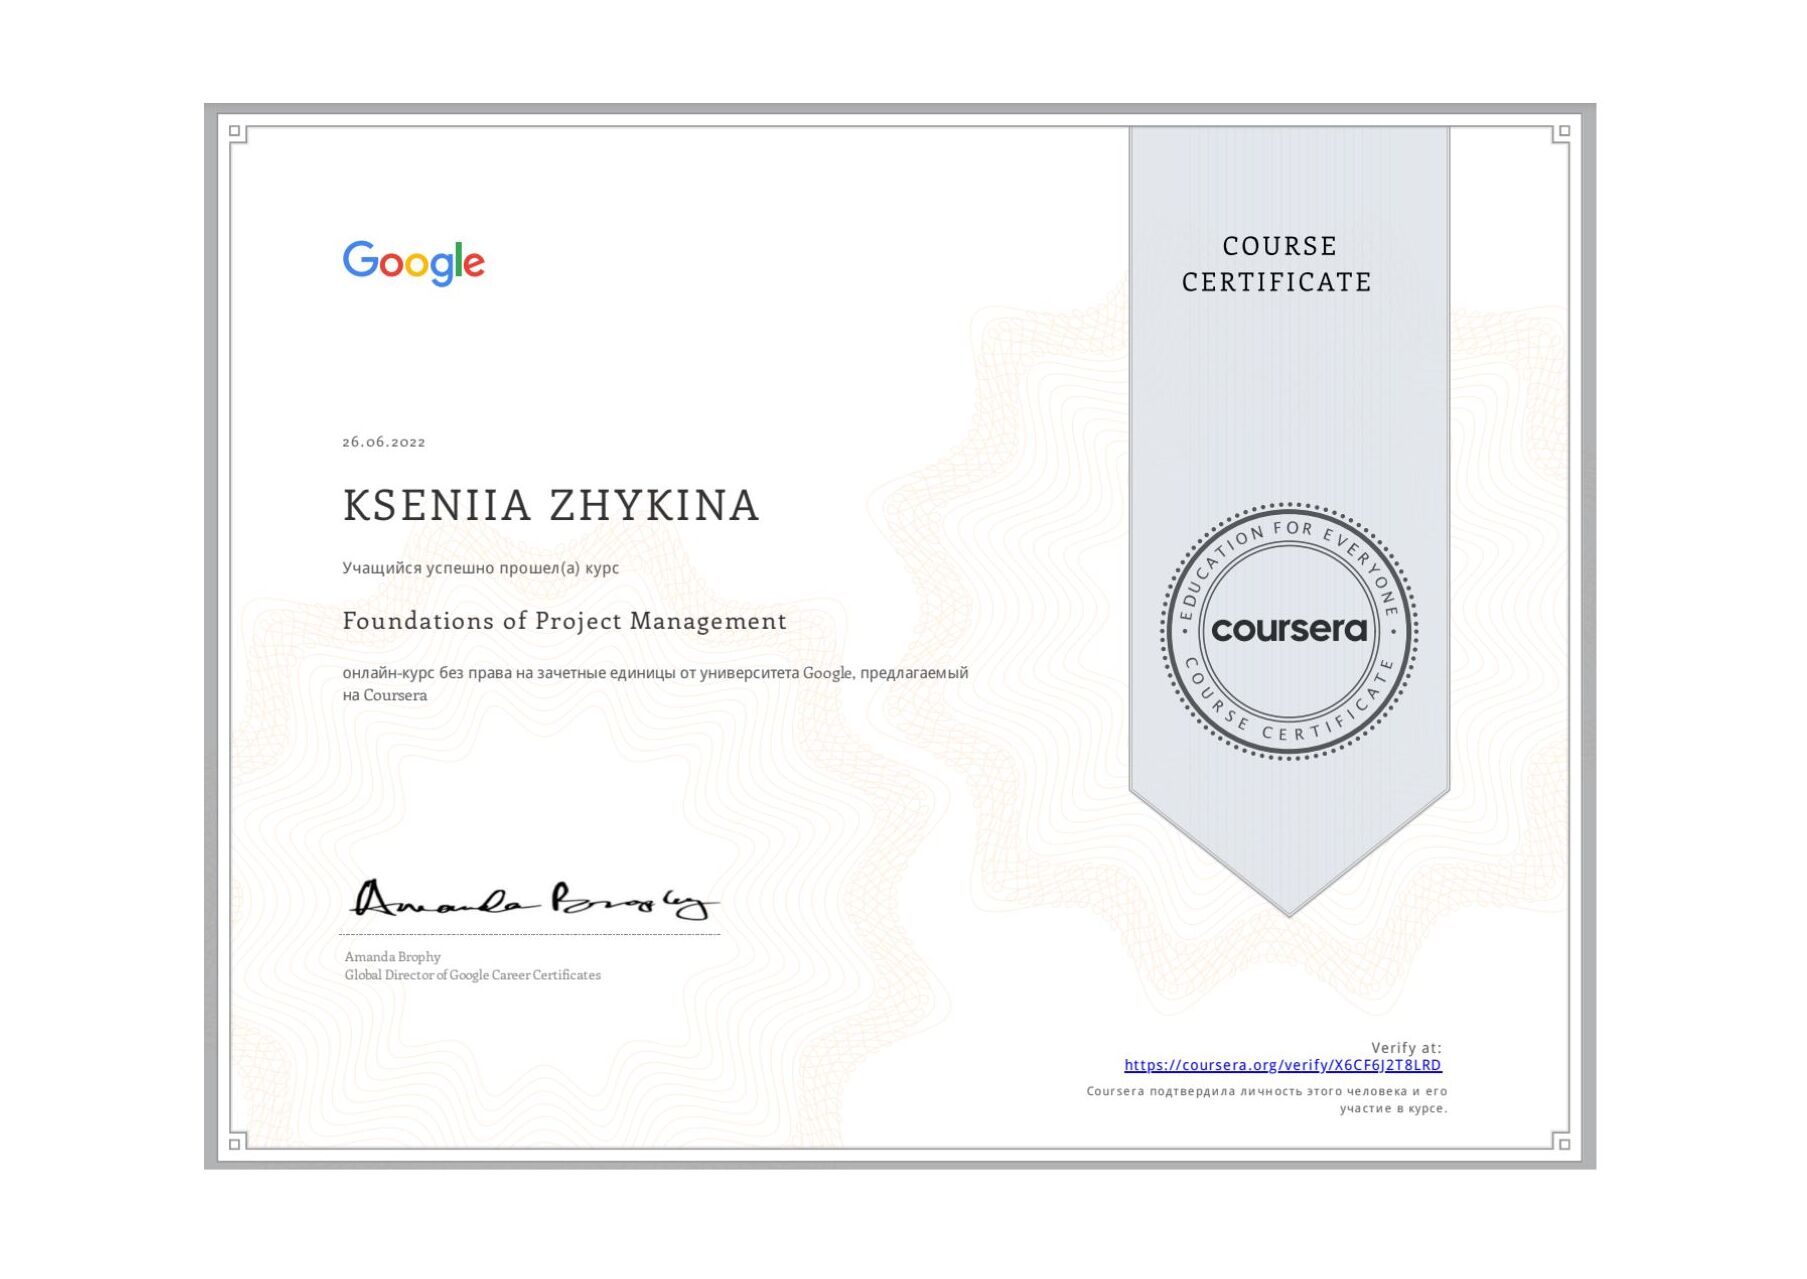 Google
COURSE
CERTIFICATE
26.06.2022
KSENIIA ZHYKINA
Учащийся успешно прошел(а) курс
Foundations of Project Management
онлайн-курс без права на зачетные единицы от университета Google, предлагаемый
на Coursera
EDUCATION FOR EVERYONE
coursera
COURSE CERTIFICATE
Amanda Brophy
Amanda Brophy
Global Director of Google Career Certificates
Verify at:
https://coursera.org/verify/X6CF6J2T8LRD
Coursera подтвердила личность этого человека и его
участие в курсе.